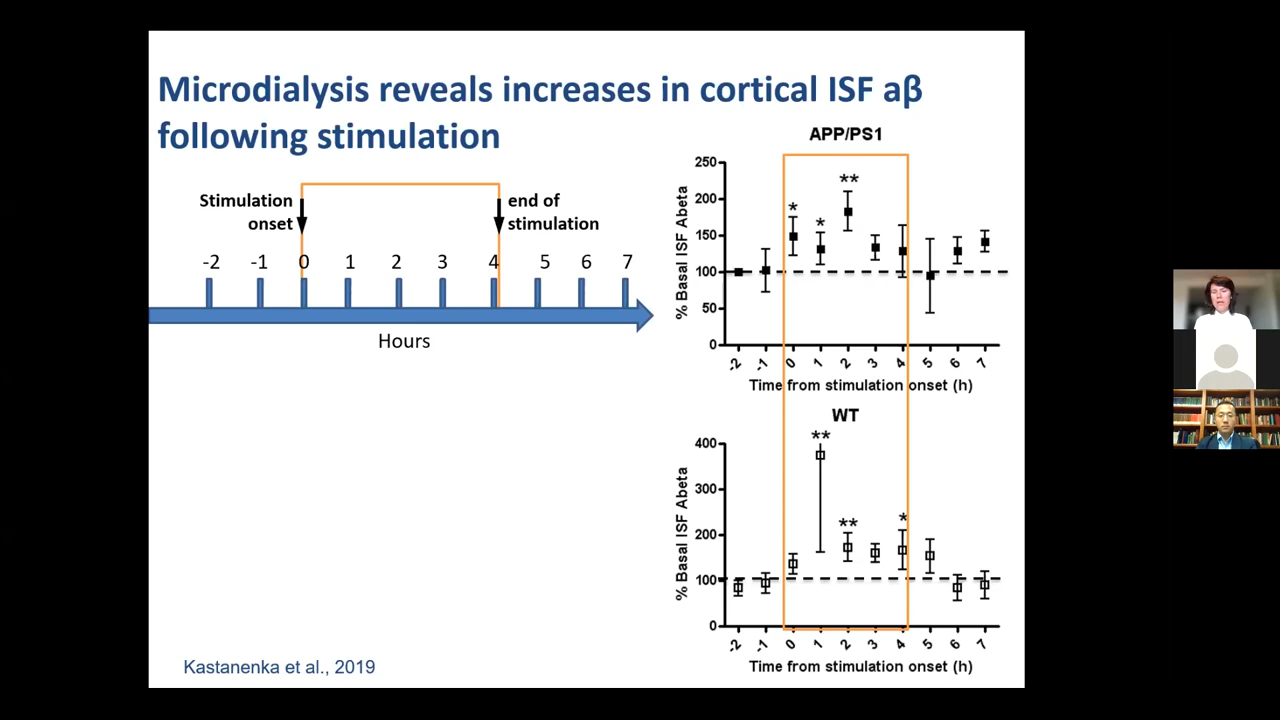 Microdialysis reveals increases in cortical ISF aβ
following stimulation
Stimulation
onset
end of
stimulation
-2 -1 0 1 2 3 4 5 6 7
Hours
APP/PS1
250
200
150
100
50
0
% Basal ISF Abeta
* * **
-2 -1 0 1 2 3 4 5 6 7
Time from stimulation onset (h)
WT
400
300
200
100
0
% Basal ISF Abeta
** ** *
-2 -1 0 1 2 3 4 5 6 7
Time from stimulation onset (h)
Kastanenka et al., 2019